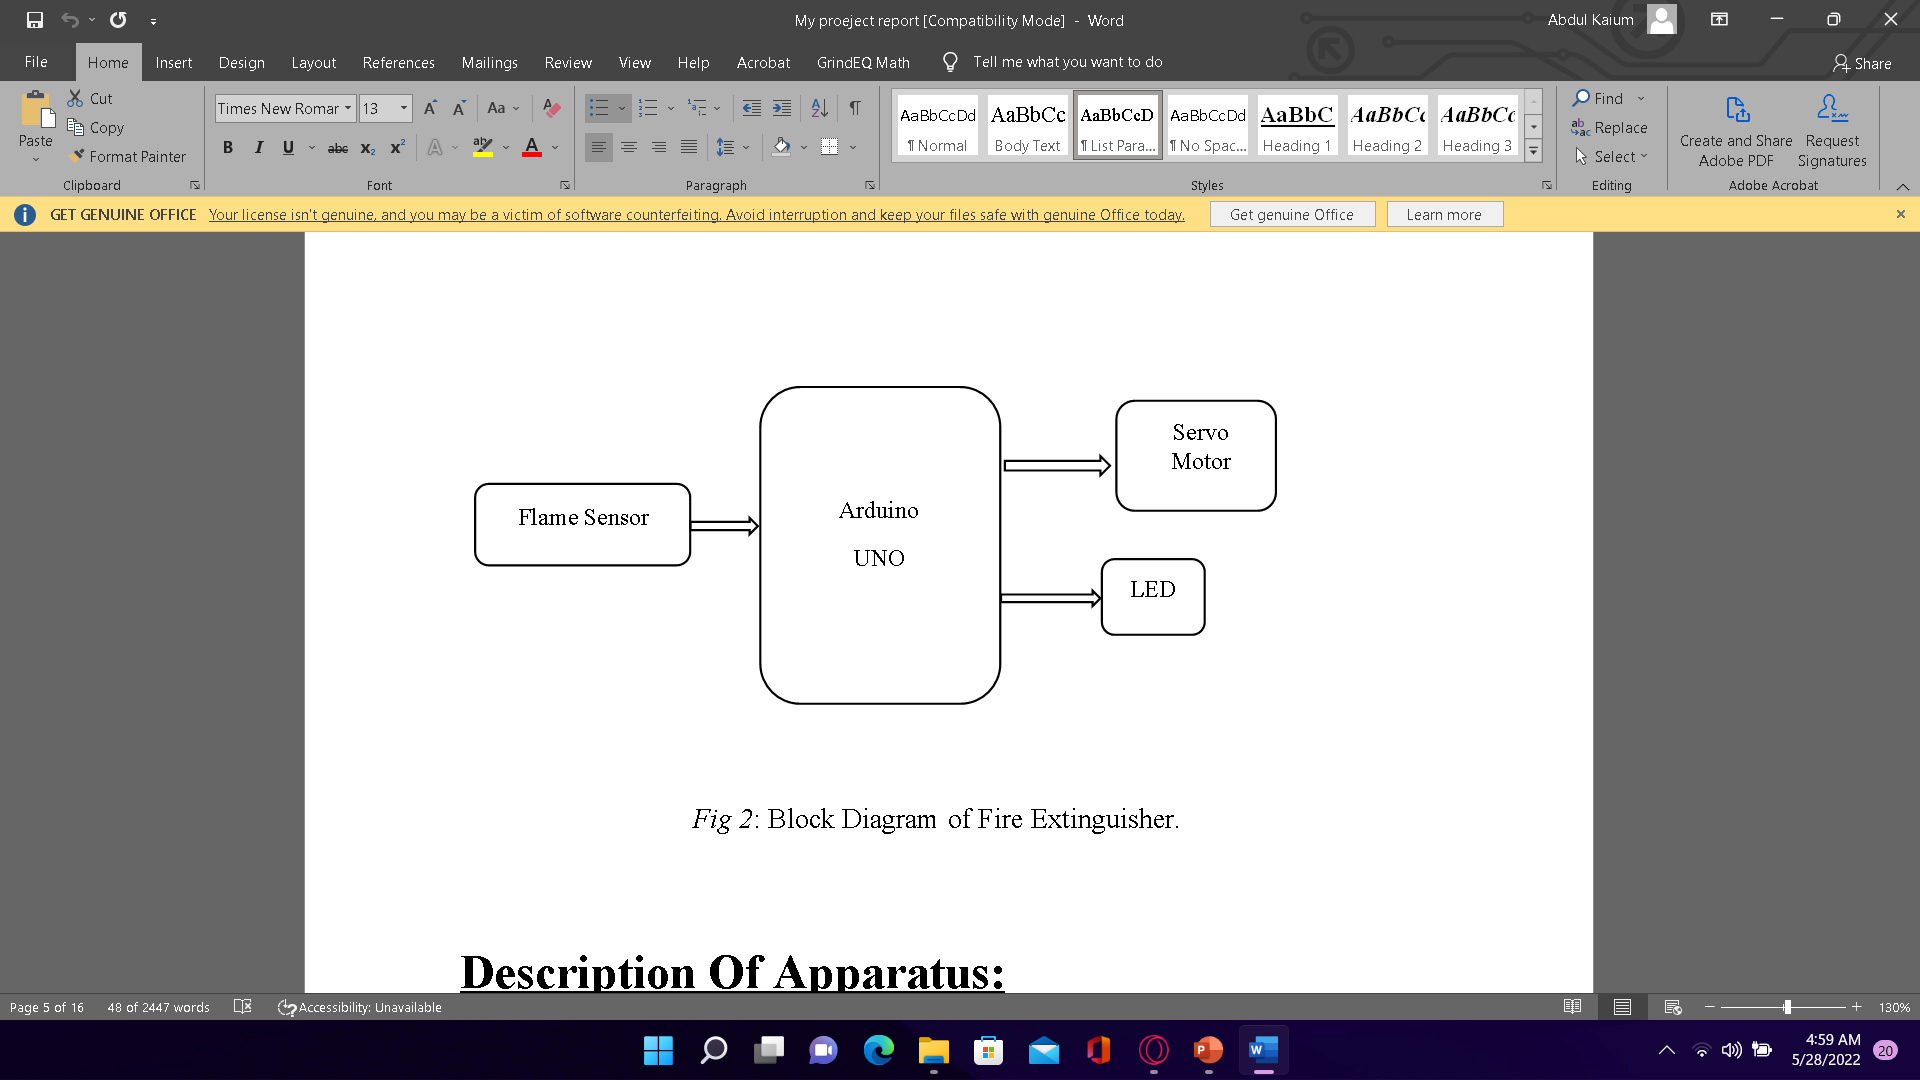 My proeject report [Compatibility Mode] - Word
Abdul Kaium
File Home Insert Design Layout References Mailings Review View Help Acrobat GrindEQ Math Tell me what you want to do Share
Paste
Cut
Copy
Format Painter
Clipboard
Times New Romar 13 Aa
B I U abc x₂ x² A ab A
Font
Paragraph
AaBbCcDd AaBbCc AaBbCcD AaBbCcDd AaBbC AaBbCc AaBbCc
¶ Normal Body Text ¶ List Para... ¶ No Spac... Heading 1 Heading 2 Heading 3
Styles
Find
Replace
Select
Editing
Create and Share Adobe PDF
Request Signatures
Adobe Acrobat
GET GENUINE OFFICE Your license isn't genuine, and you may be a victim of software counterfeiting. Avoid interruption and keep your files safe with genuine Office today. Get genuine Office Learn more
Servo
Motor
Flame Sensor
Arduino
UNO
LED
Fig 2: Block Diagram of Fire Extinguisher.
Description Of Apparatus:
Page 5 of 16 48 of 2447 words Accessibility: Unavailable 130%
4:59 AM
5/28/2022
20